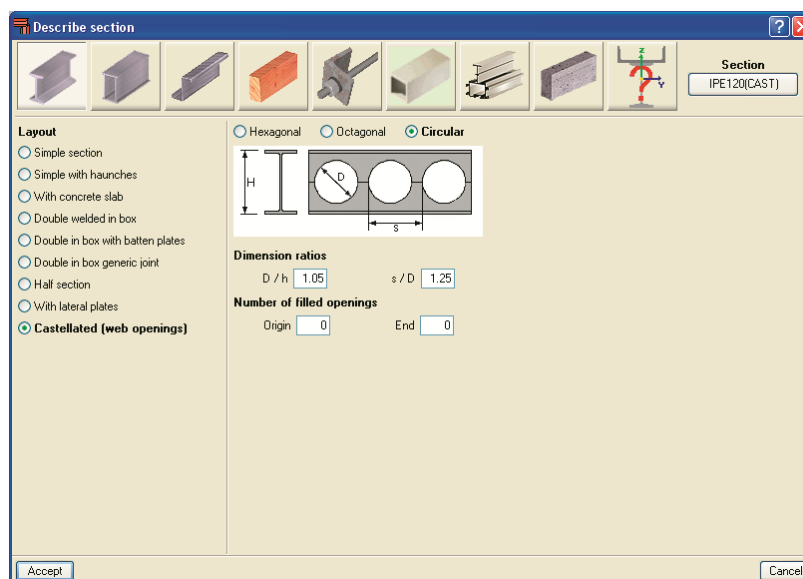 Describe section
?
Z
Y
Section
IPE120(CAST)
Layout
Simple section
Simple with haunches
With concrete slab
Double welded in box
Double in box with batten plates
Double in box generic joint
Half section
With lateral plates
Castellated (web openings)
Hexagonal Octagonal Circular
H
D
s
Dimension ratios
D / h 1.05 s / D 1.25
Number of filled openings
Origin 0 End 0
Accept Cancel